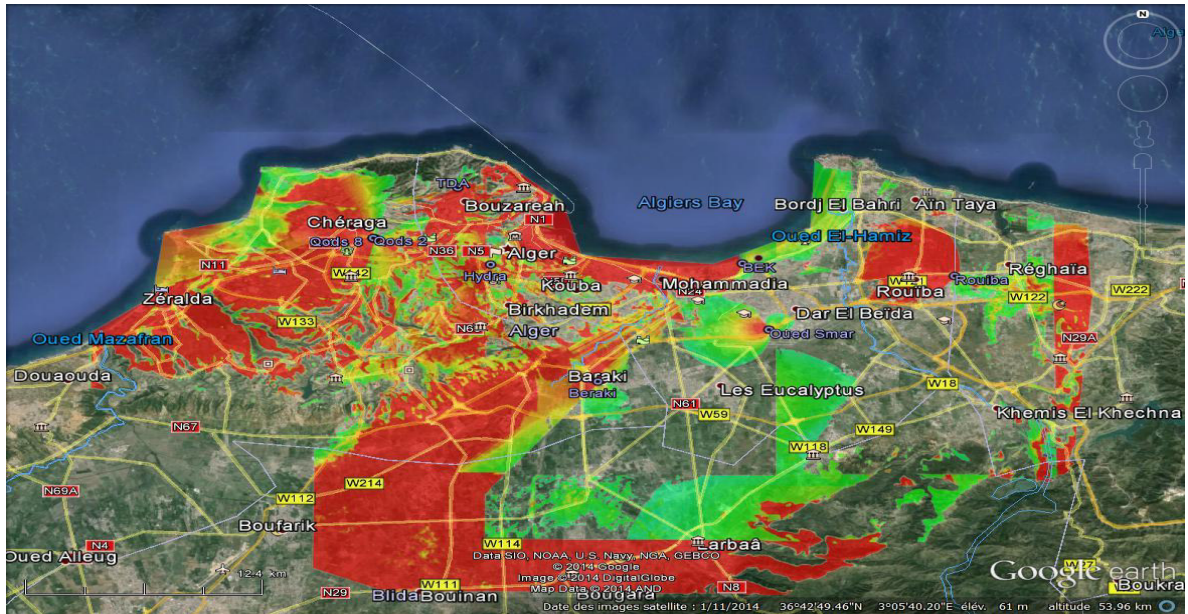 N
Alge
TDA
Bouzareah
N1
Algiers Bay
Bordj El Bahri
Aïn Taya
Chéraga
Qods 8
Qods 2
N36
N5
Alger
Oued El-Hamiz
N11
W142
Hydra
BEK
Kouba
Mohammadia
N24
Rouïba
Rouiba
Réghaïa
W122
W222
Zéralda
W133
Birkhadem
Alger
Dar El Beïda
Oued Smar
Oued Mazafran
N29A
Douaouda
Baraki
Beraki
Les Eucalyptus
W18
N61
W59
Khemis El Khechna
N67
W149
W118
W214
N69A
W112
Boufarik
Oued Alleug
N4
W114
Larbaâ
Data SIO, NOAA, U.S. Navy, NGA, GEBCO
© 2014 Google
Image © 2014 DigitalGlobe
Map Data © 2014 AND
12.4 Km
Google earth
W27
N29
Blida
W111
Bouinan
Bougara
N8
Boukra
Date des images satellite : 1/11/2014 36°42'49.46"N 3°05'40.20"E élév. 61 m altitude 53.96 km